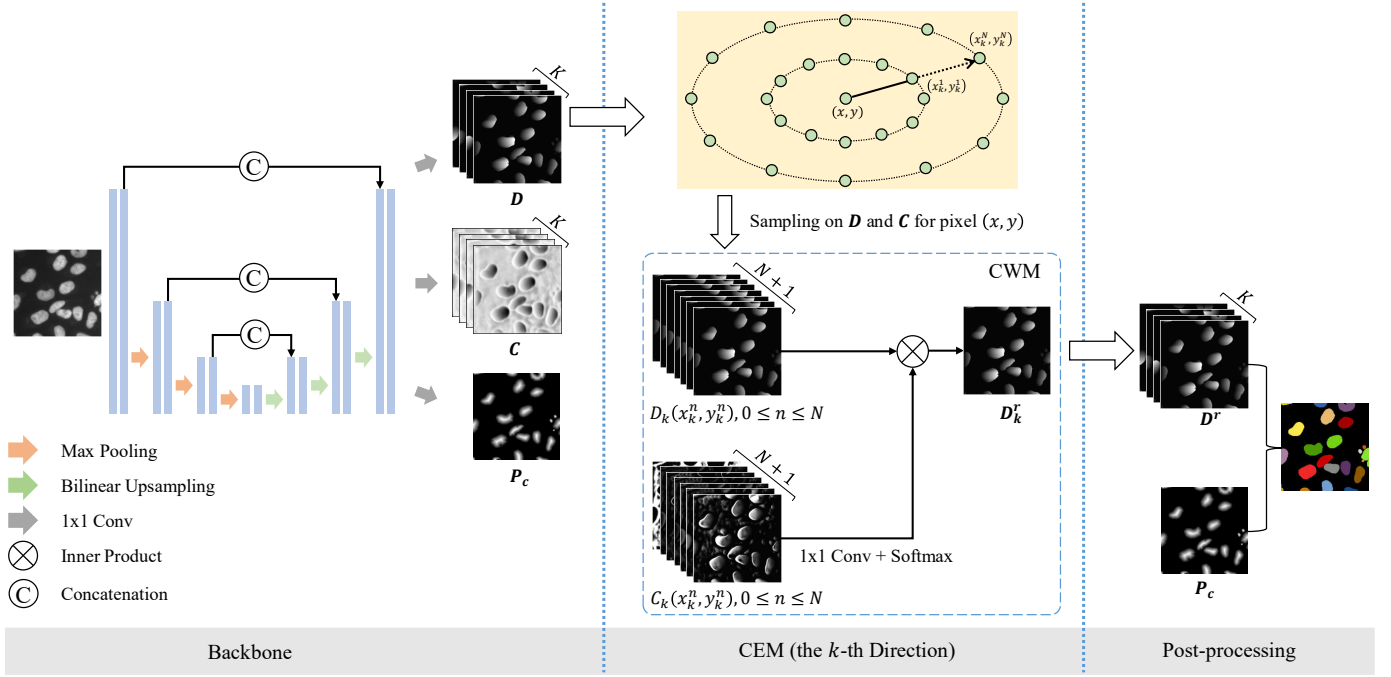 K
D
K
C
P_c
C
C
C
Max Pooling
Bilinear Upsampling
1x1 Conv
Inner Product
C Concatenation
Backbone
(x_k^N, y_k^N)
(x_k^1, y_k^1)
(x, y)
Sampling on D and C for pixel (x, y)
CWM
N + 1
D_k(x_k^n, y_k^n), 0 ≤ n ≤ N
D_k^r
N + 1
1x1 Conv + Softmax
C_k(x_k^n, y_k^n), 0 ≤ n ≤ N
CEM (the k-th Direction)
K
D^r
P_c
Post-processing